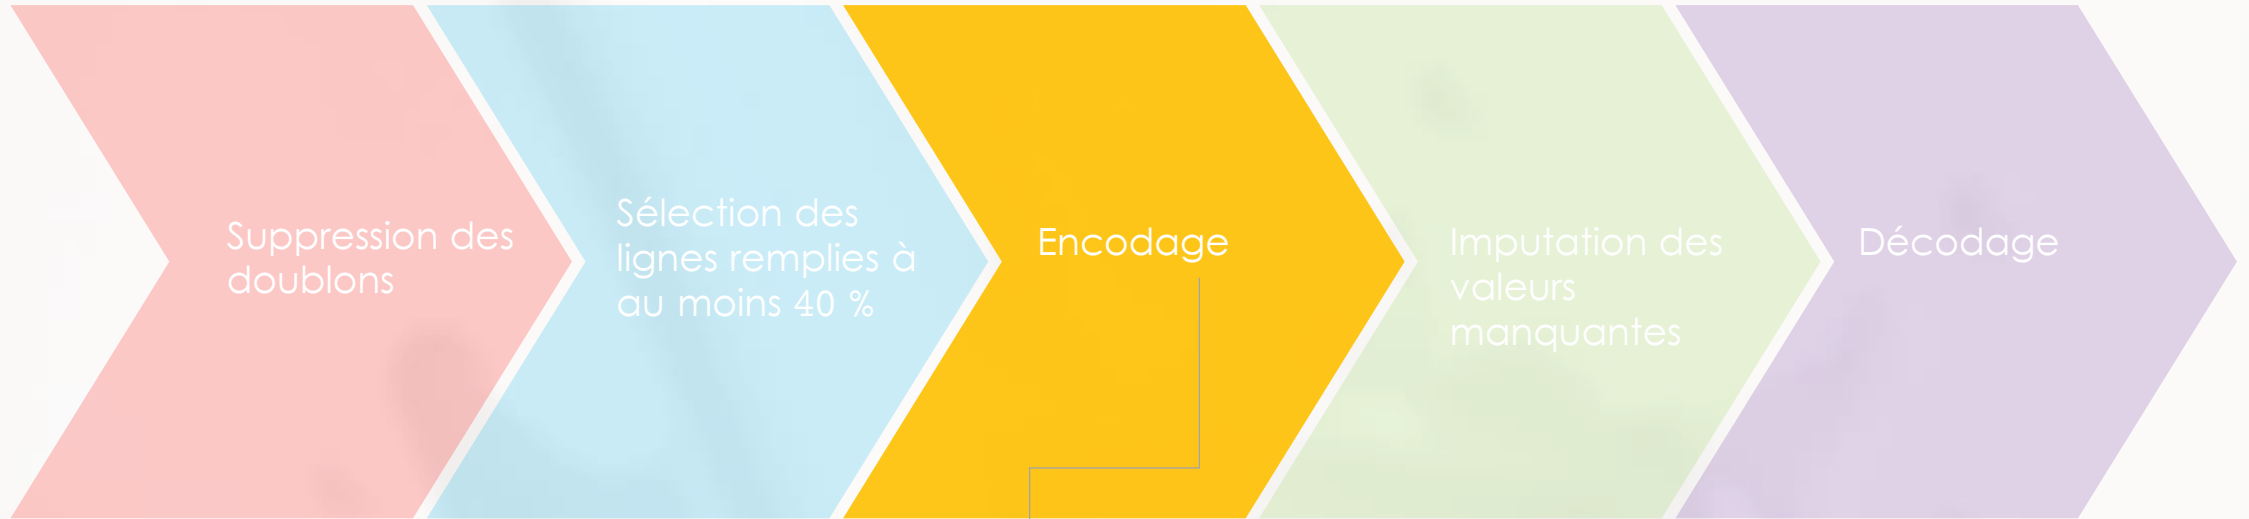 Suppression des
doublons
Sélection des
lignes remplies à
au moins 40 %
Encodage
Imputation des
valeurs
manquantes
Décodage